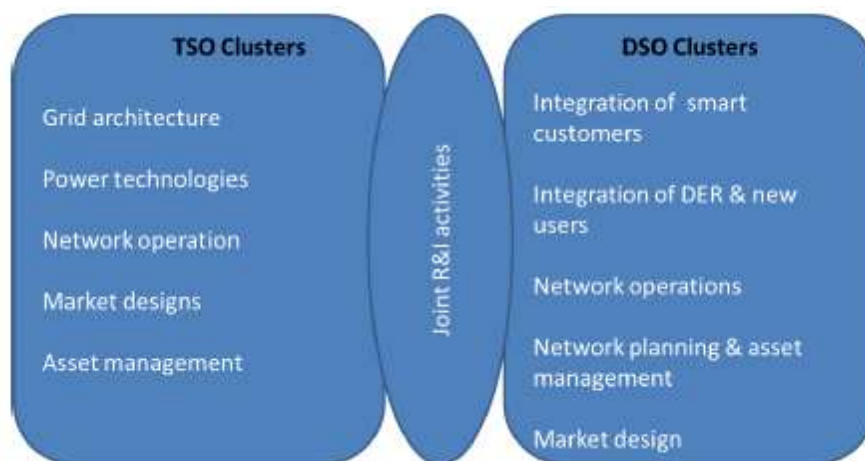 TSO Clusters
Grid architecture
Power technologies
Network operation
Market designs
Asset management
Joint R&I activities
DSO Clusters
Integration of smart
customers
Integration of DER & new
users
Network operations
Network planning & asset
management
Market design